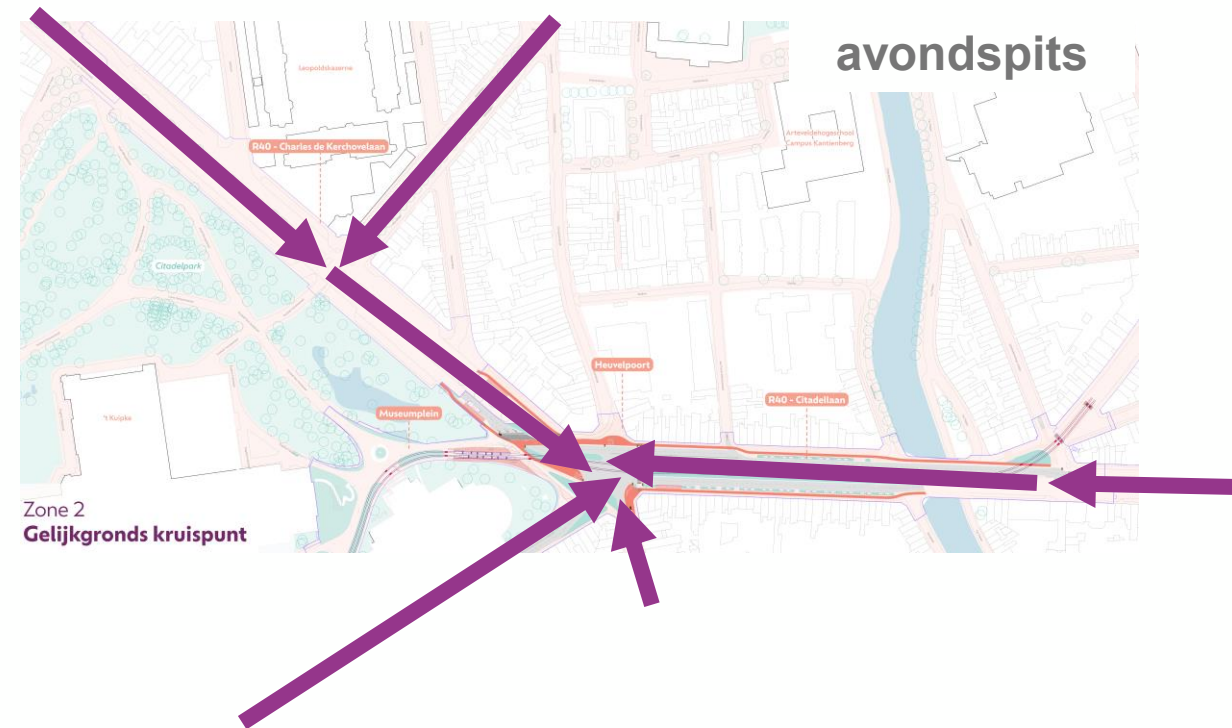 avondspits
Leopoldskazerne
R40 - Charles de Kerchovelaan
Arteveldehogeschool
Campus Kantienberg
Citadelpark
Heuvelpoort
't Kuipke
Museumplein
R40 - Citadellaan
Zone 2
Gelijkgronds kruispunt